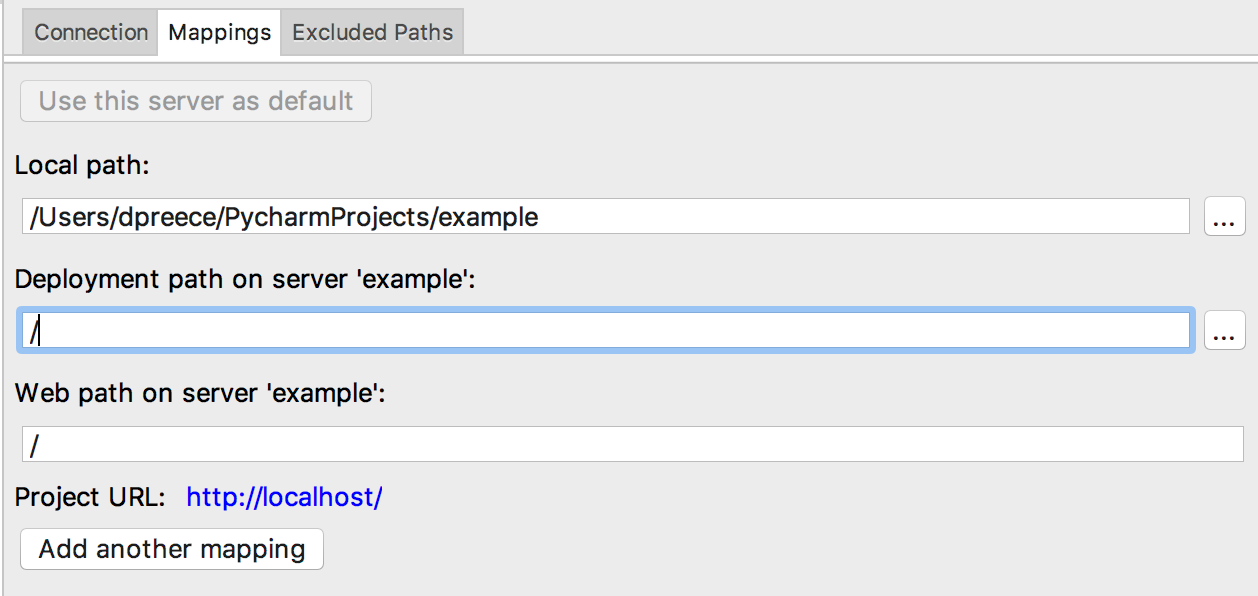 Connection Mappings Excluded Paths
Use this server as default
Local path:
/Users/dpreece/PycharmProjects/example
...
Deployment path on server 'example':
/
...
Web path on server 'example':
/
Project URL: http://localhost/
Add another mapping